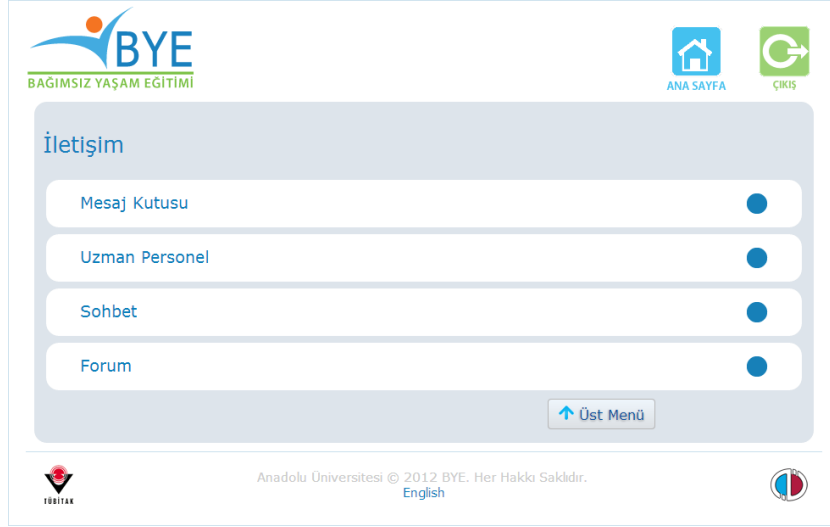 BYE
BAĞIMSIZ YAŞAM EĞİTİMİ
ANA SAYFA
ÇIKIŞ
İletişim
Mesaj Kutusu
Uzman Personel
Sohbet
Forum
Üst Menü
Anadolu Üniversitesi © 2012 BYE. Her Hakkı Saklıdır.
English
TÜBİTAK